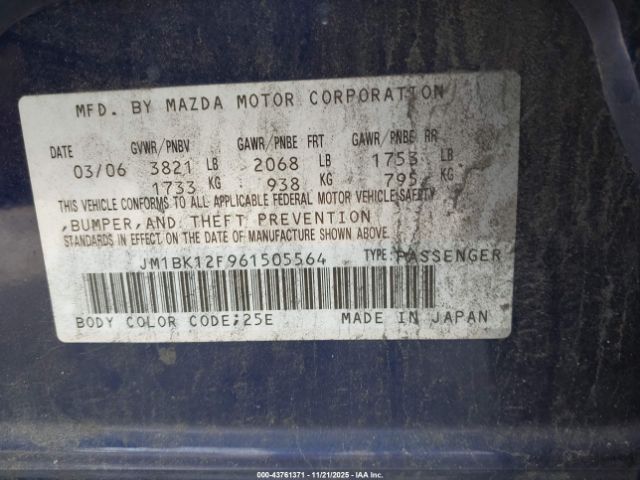 MFD. BY MAZDA MOTOR CORPORATION
DATE GVWR/PNBV GAWR/PNBE FRT GAWR/PNBE RR
03/06 3821 LB 2068 LB 1753 LB
1733 KG 938 KG 795 KG
THIS VEHICLE CONFORMS TO ALL APPLICABLE FEDERAL MOTOR VEHICLE SAFETY
,BUMPER,AND THEFT PREVENTION
STANDARDS IN EFFECT ON THE DATE OF MANUFACTURE SHOWN ABOVE.
JM1BK12F961505564 TYPE:PASSENGER
BODY COLOR CODE;25E MADE IN JAPAN
000-43761371 - 11/21/2025 - IAA Inc.